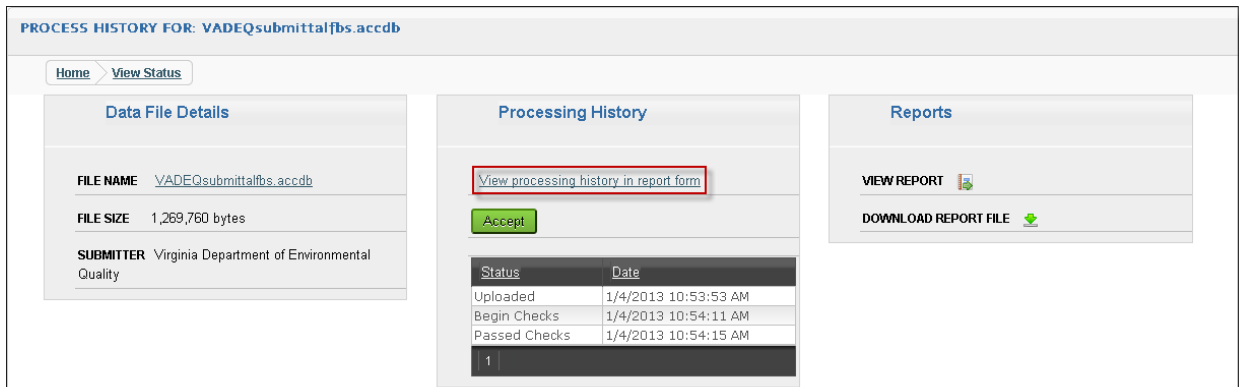 PROCESS HISTORY FOR: VADEQsubmittalfbs.accdb
Home View Status
Data File Details
FILE NAME VADEQsubmittalfbs.accdb
FILE SIZE 1,269,760 bytes
SUBMITTER Virginia Department of Environmental
Quality
Processing History
View processing history in report form
Accept
Status Date
Uploaded 1/4/2013 10:53:53 AM
Begin Checks 1/4/2013 10:54:11 AM
Passed Checks 1/4/2013 10:54:15 AM
1
Reports
VIEW REPORT
DOWNLOAD REPORT FILE